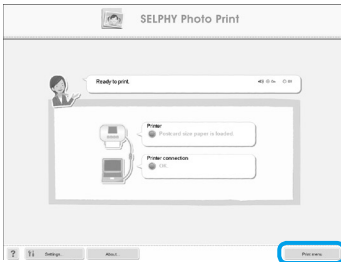 SELPHY Photo Print
Ready to print.
Printer
Postcard size paper is loaded
Printer connection
OK
?
Settings...
About...
Print menu